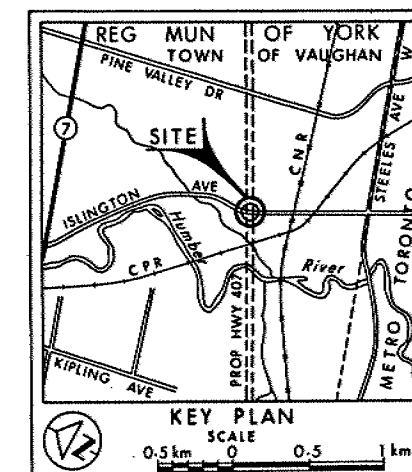 REG MUN OF YORK
TOWN OF VAUGHAN
PINE VALLEY DR
W
7
SITE
CNR
STEELES AVE
ISLINGTON AVE
Humber River
CPR
PROP HWY 407
METRO TORONTO
KIPLING AVE
N
KEY PLAN
SCALE
0.5 km 0 0.5 1 km